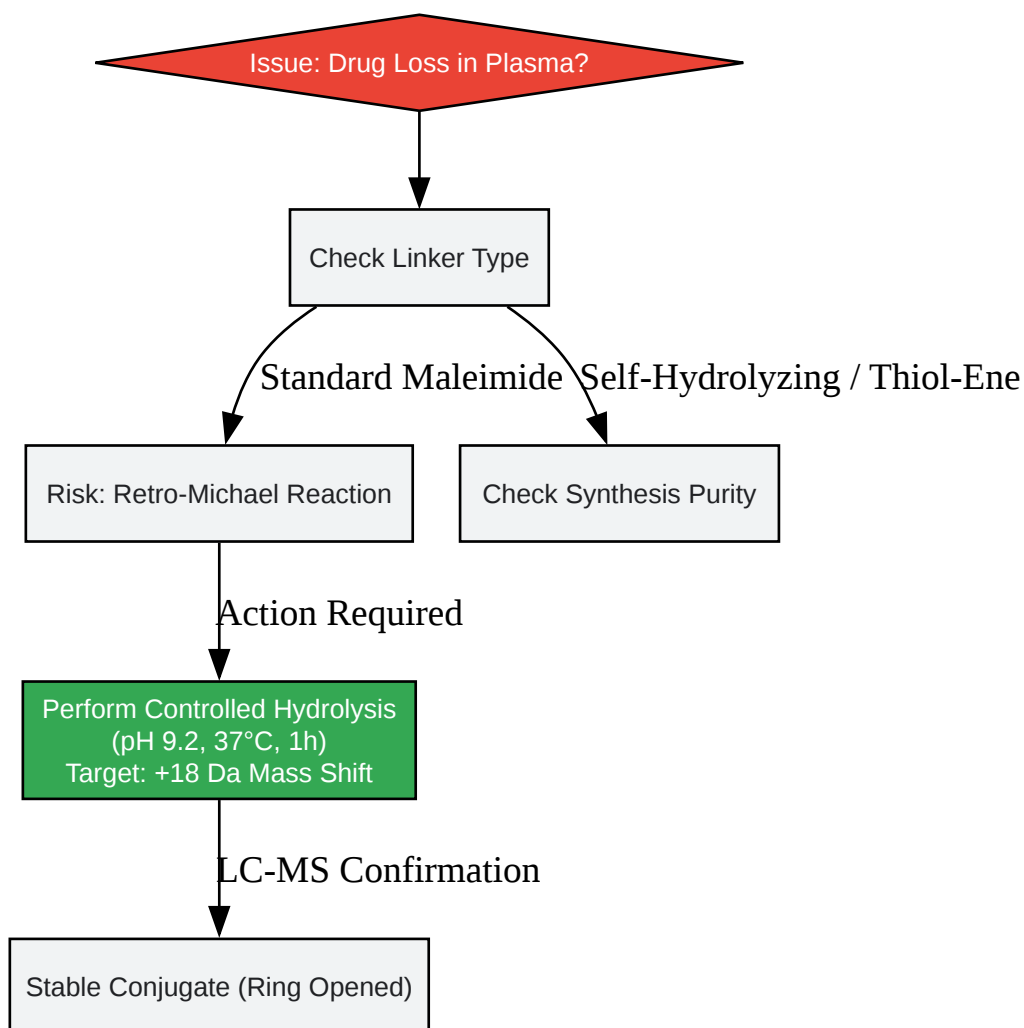 Issue: Drug Loss in Plasma?
Check Linker Type
Standard Maleimide
Self-Hydrolyzing / Thiol-Ene
Risk: Retro-Michael Reaction
Check Synthesis Purity
Action Required
Perform Controlled Hydrolysis
(pH 9.2, 37°C, 1h)
Target: +18 Da Mass Shift
LC-MS Confirmation
Stable Conjugate (Ring Opened)